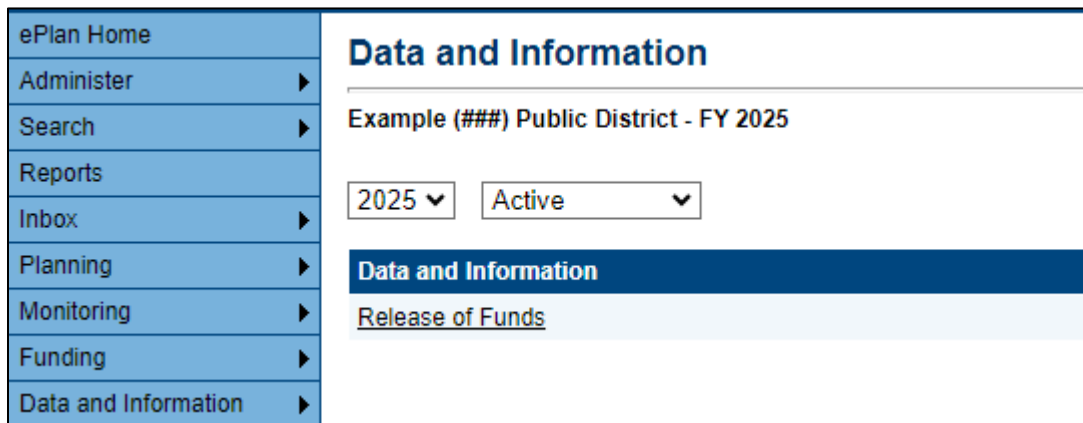 ePlan Home
Administer
Search
Reports
Inbox
Planning
Monitoring
Funding
Data and Information
Data and Information
Example (###) Public District - FY 2025
2025 Active
Data and Information
Release of Funds